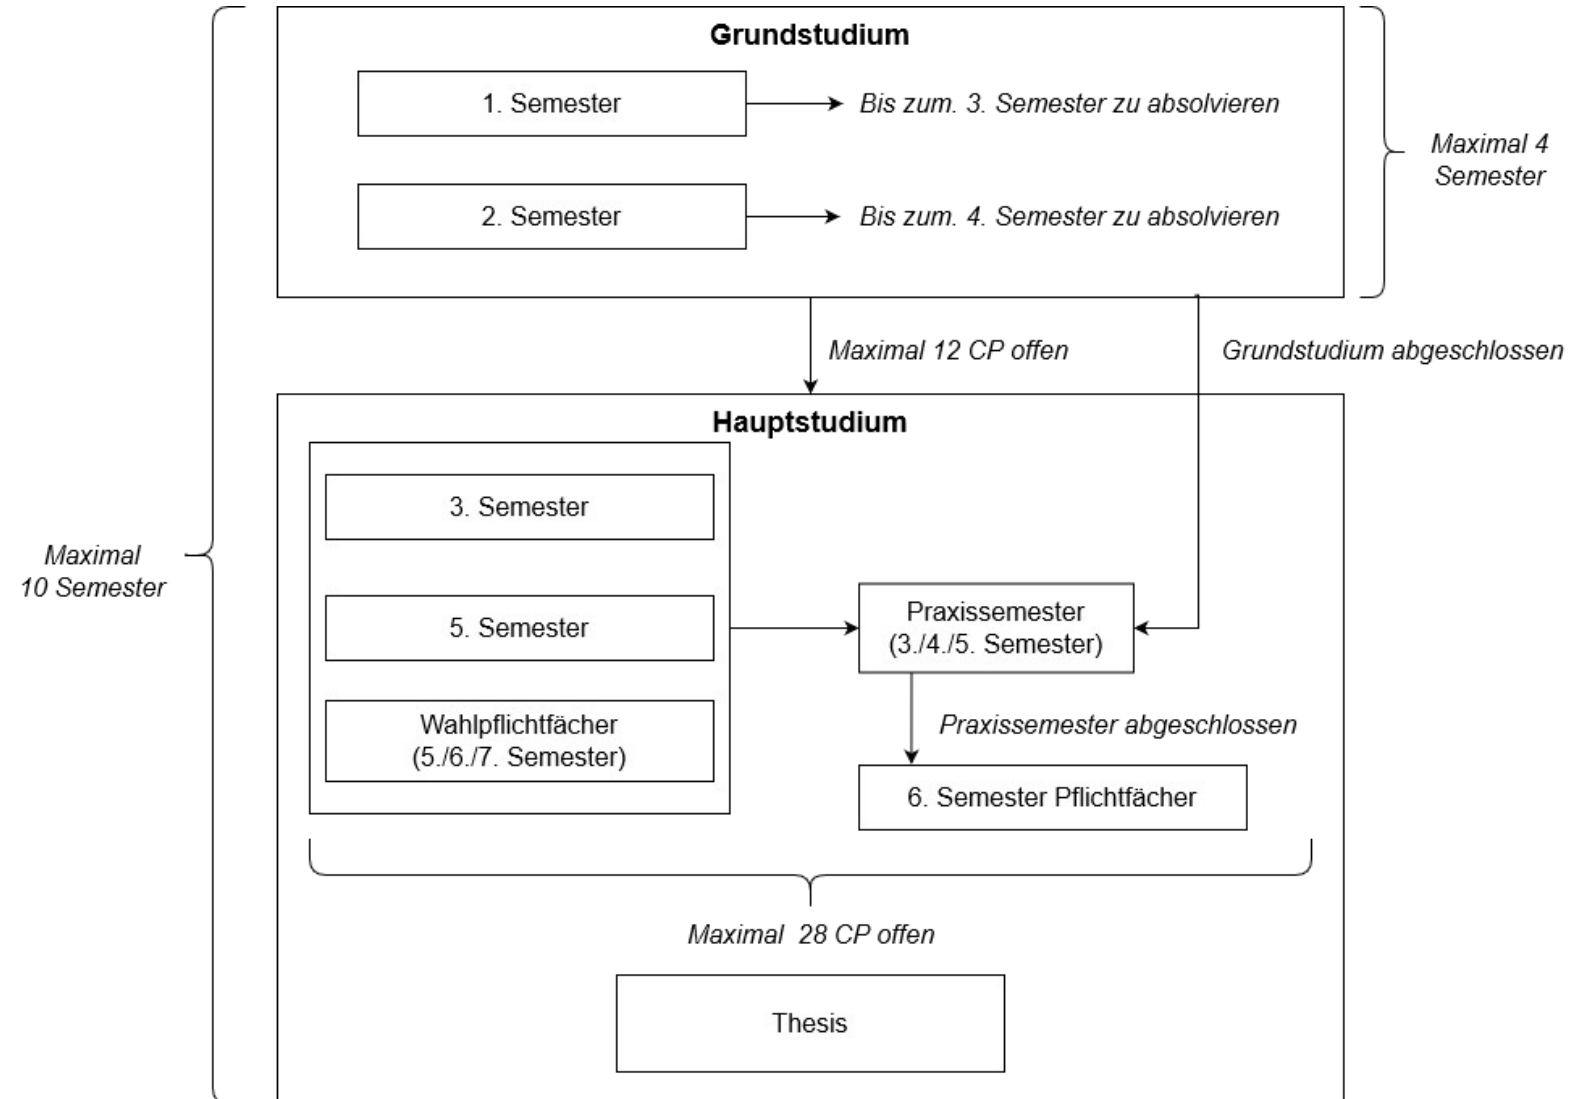 Grundstudium
1. Semester
Bis zum. 3. Semester zu absolvieren
Maximal 4
Semester
2. Semester
Bis zum. 4. Semester zu absolvieren
Maximal 12 CP offen
Grundstudium abgeschlossen
Hauptstudium
3. Semester
Maximal
10 Semester
5. Semester
Praxissemester
(3./4./5. Semester)
Wahlpflichtfächer
(5./6./7. Semester)
Praxissemester abgeschlossen
6. Semester Pflichtfächer
Maximal  28 CP offen
Thesis